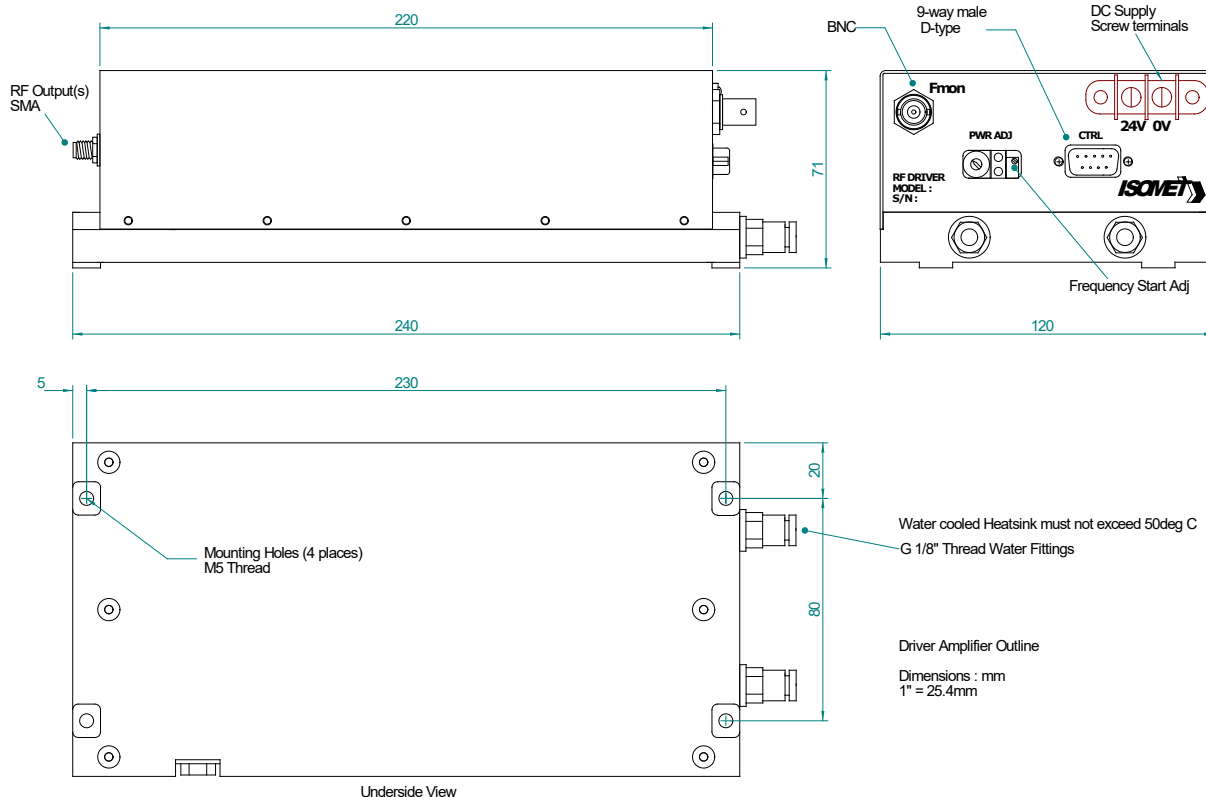 220
RF Output(s)
SMA
71
240
BNC
9-way male
D-type
DC Supply
Screw terminals
Fmon
24V 0V
PWR ADJ
CTRL
RF DRIVER
MODEL :
S/N :
ISOMET
Frequency Start Adj
120
5
230
20
Mounting Holes (4 places)
M5 Thread
80
Water cooled Heatsink must not exceed 50deg C
G 1/8" Thread Water Fittings
Driver Amplifier Outline
Dimensions : mm
1" = 25.4mm
Underside View